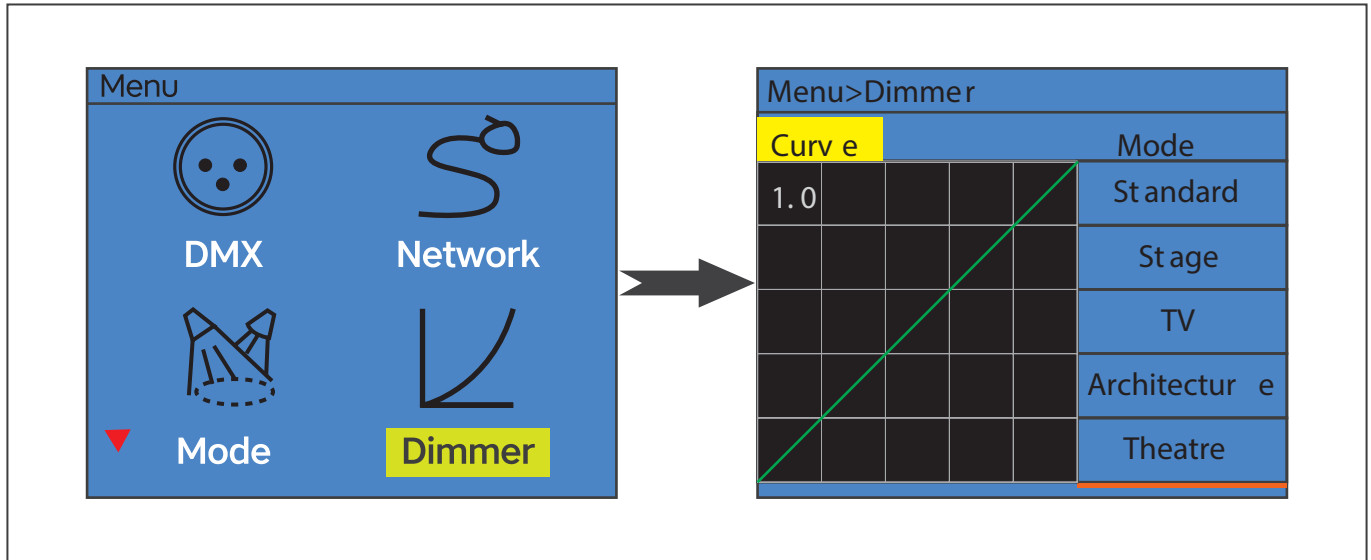 Menu
DMX
Network
Mode
Dimmer
Menu>Dimmer
Curve
Mode
1.0
Standard
Stage
TV
Architecture
Theatre